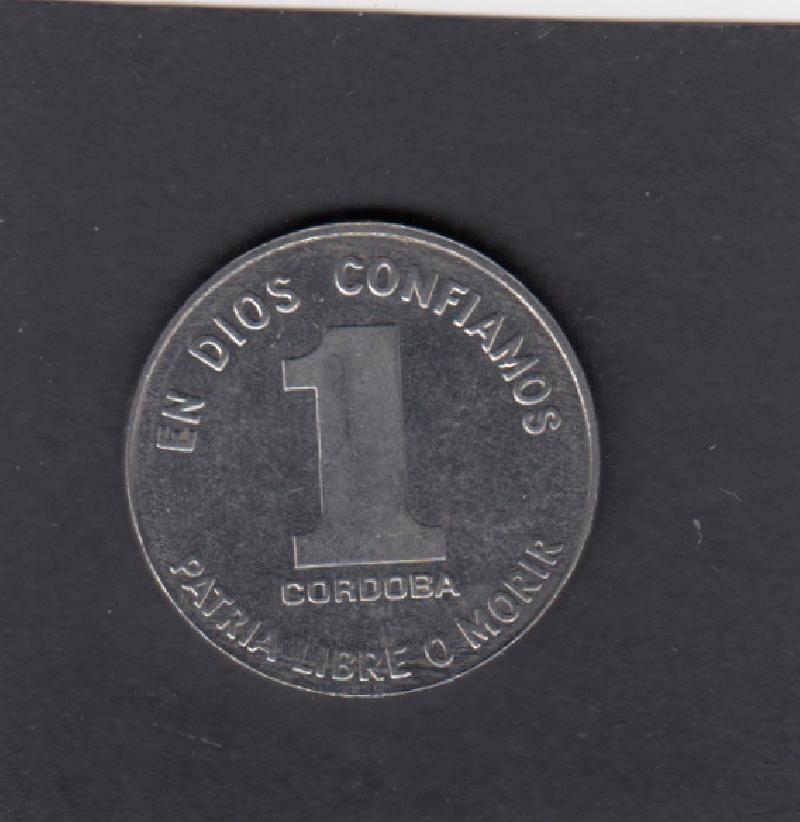 EN DIOS CONFIAMOS
1
CORDOBA
PATRIA LIBRE O MORIR